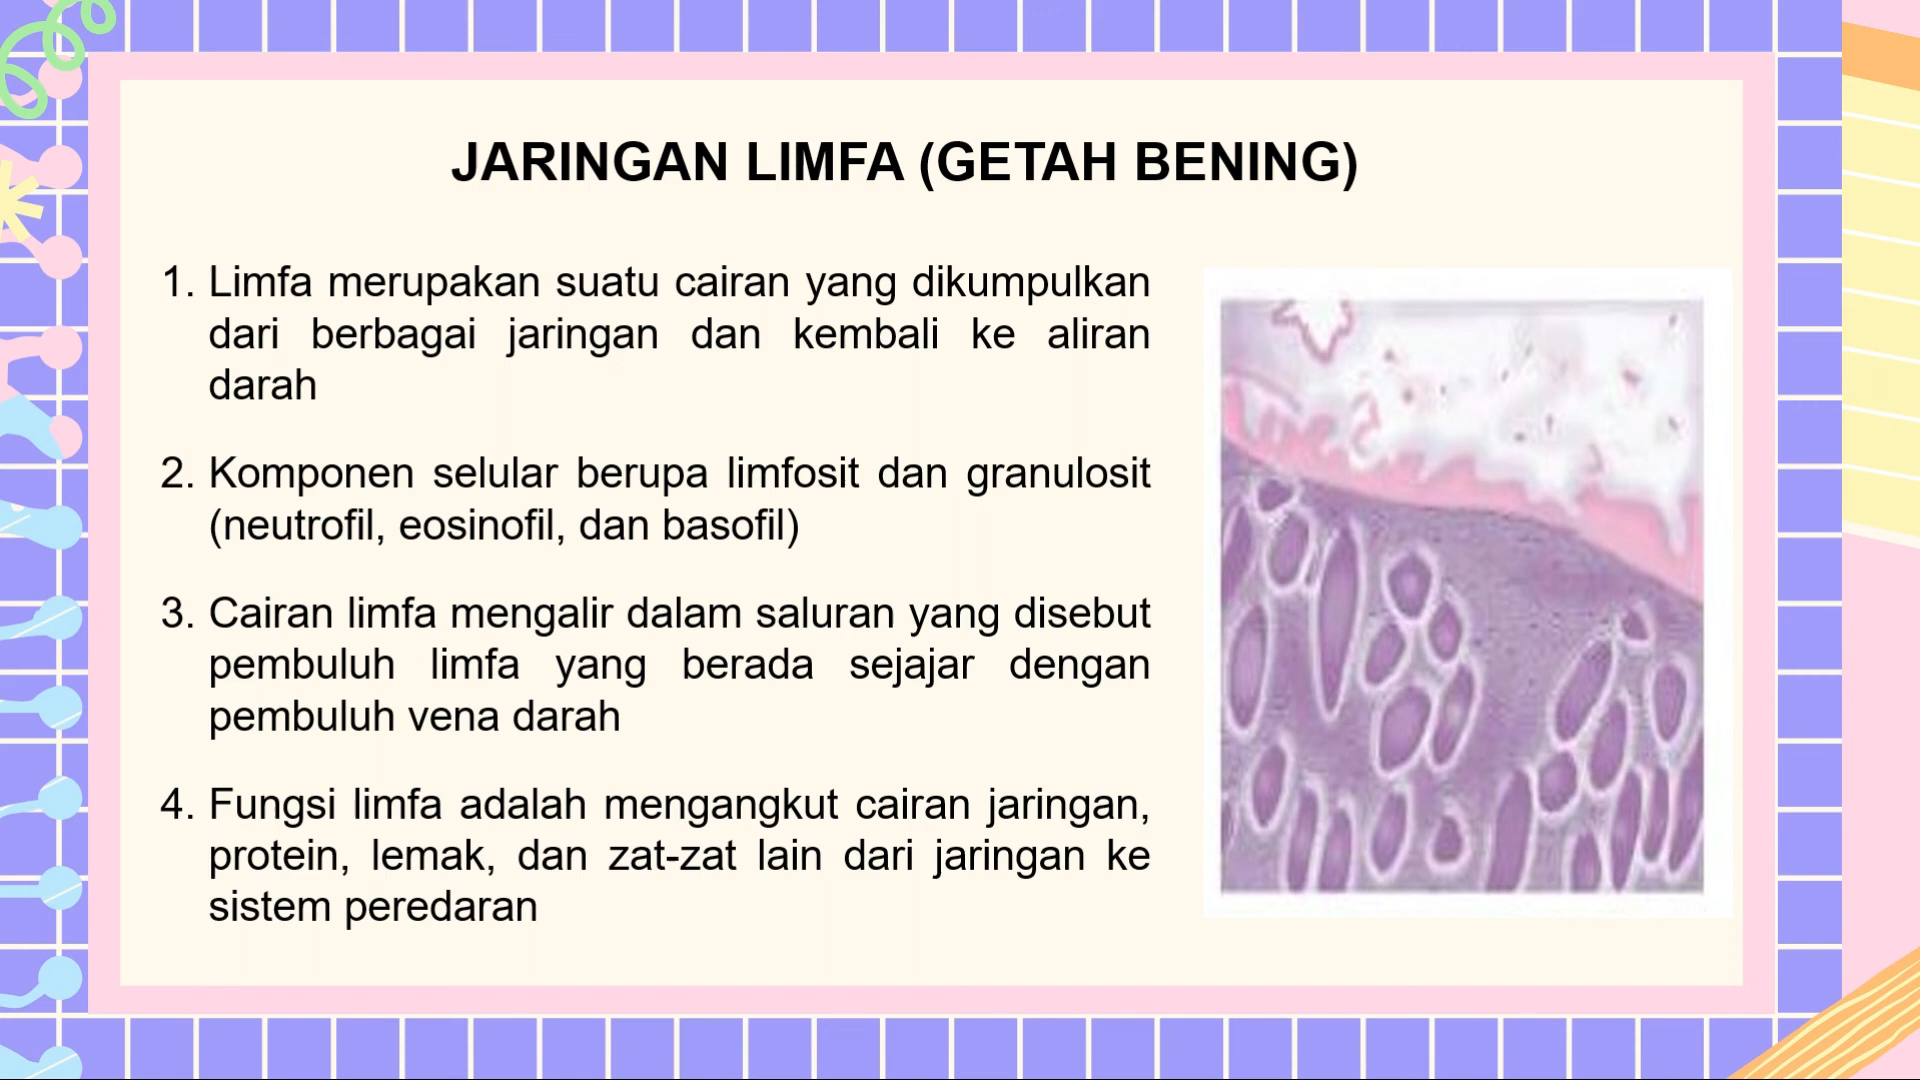 JARINGAN LIMFA (GETAH BENING)
1. Limfa merupakan suatu cairan yang dikumpulkan
dari berbagai jaringan dan kembali ke aliran
darah
2. Komponen selular berupa limfosit dan granulosit
(neutrofil, eosinofil, dan basofil)
3. Cairan limfa mengalir dalam saluran yang disebut
pembuluh limfa yang berada sejajar dengan
pembuluh vena darah
4. Fungsi limfa adalah mengangkut cairan jaringan,
protein, lemak, dan zat-zat lain dari jaringan ke
sistem peredaran